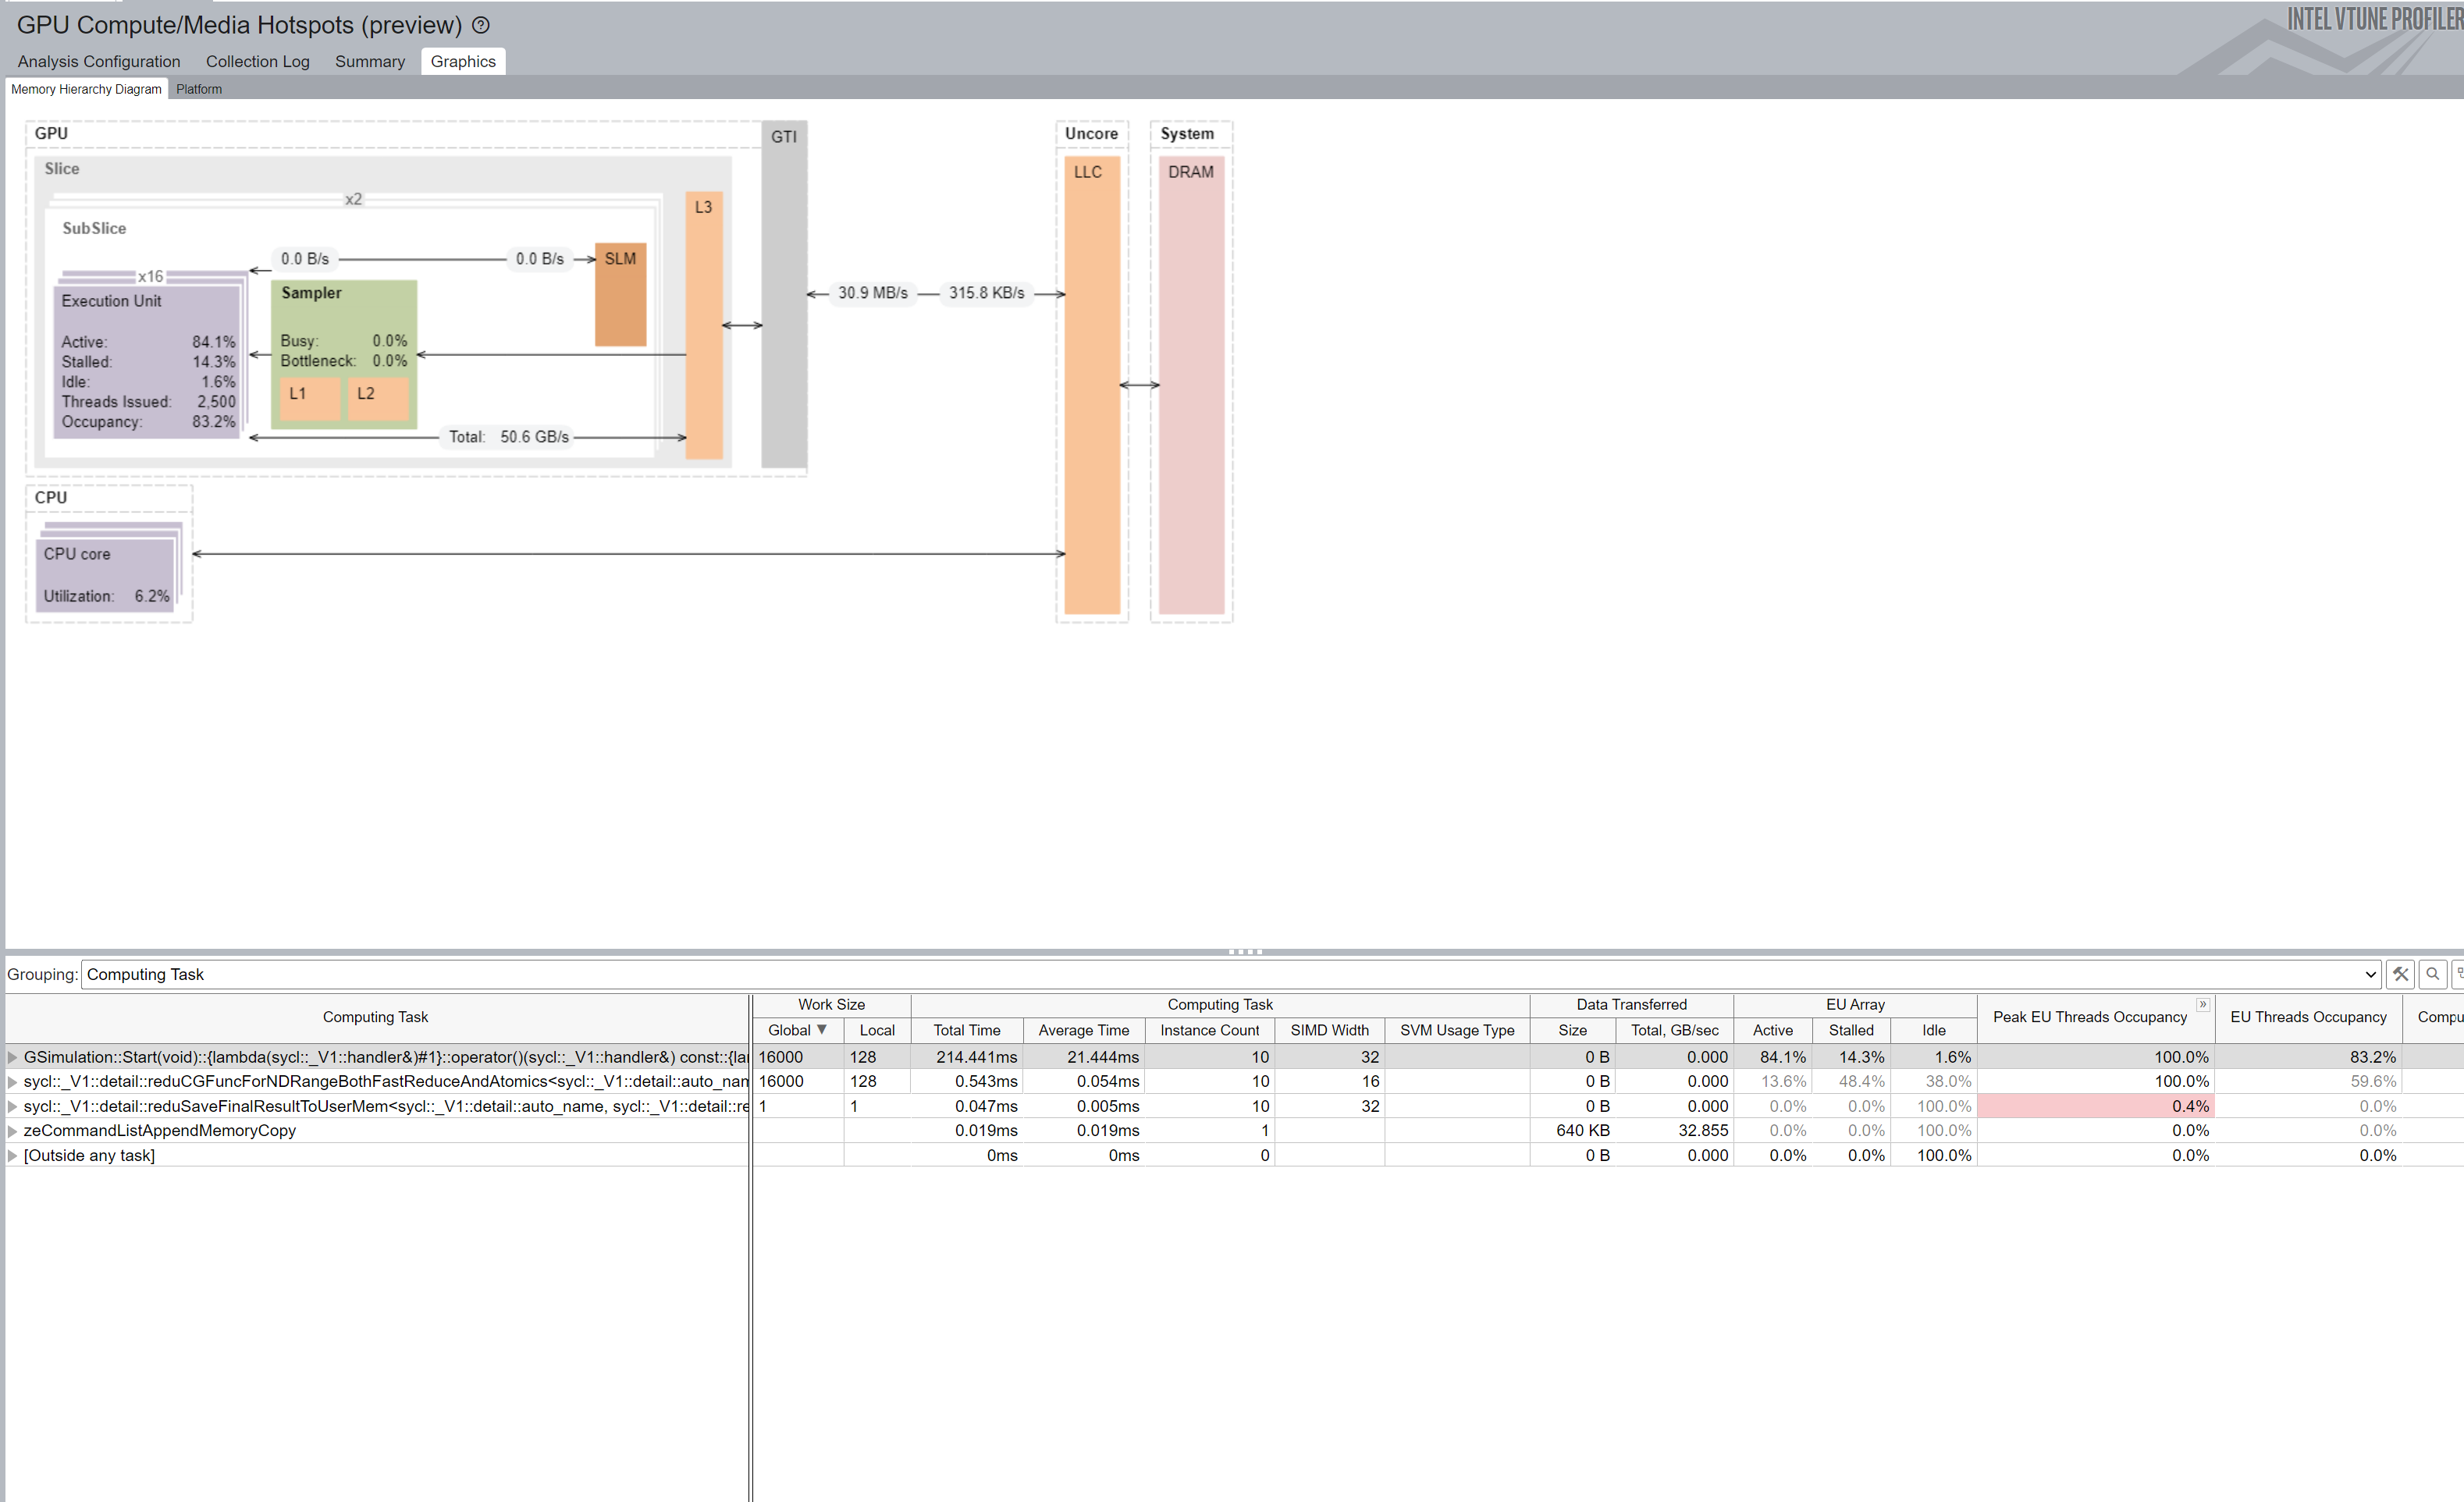 GPU Compute/Media Hotspots (preview) ?
INTEL VTUNE PROFILER
Analysis Configuration Collection Log Summary Graphics
Memory Hierarchy Diagram Platform
GPU
GTI
Uncore
System
Slice
LLC
DRAM
x2
L3
SubSlice
0.0 B/s 0.0 B/s SLM
x16
Execution Unit
Sampler
30.9 MB/s 315.8 KB/s
Active: 84.1%
Stalled: 14.3%
Idle: 1.6%
Threads Issued: 2,500
Occupancy: 83.2%
Busy: 0.0%
Bottleneck: 0.0%
L1 L2
Total: 50.6 GB/s
CPU
CPU core
Utilization: 6.2%
Grouping: Computing Task
Computing Task Work Size Computing Task Data Transferred EU Array Peak EU Threads Occupancy » EU Threads Occupancy Compu
Global ▼ Local Total Time Average Time Instance Count SIMD Width SVM Usage Type Size Total, GB/sec Active Stalled Idle
GSimulation::Start(void)::{lambda(sycl::_V1::handler&)#1}::operator()(sycl::_V1::handler&) const::{la 16000 128 214.441ms 21.444ms 10 32 0 B 0.000 84.1% 14.3% 1.6% 100.0% 83.2%
sycl::_V1::detail::reduCGFuncForNDRangeBothFastReduceAndAtomics<sycl::_V1::detail::auto_nam 16000 128 0.543ms 0.054ms 10 16 0 B 0.000 13.6% 48.4% 38.0% 100.0% 59.6%
sycl::_V1::detail::reduSaveFinalResultToUserMem<sycl::_V1::detail::auto_name, sycl::_V1::detail::re 1 1 0.047ms 0.005ms 10 32 0 B 0.000 0.0% 0.0% 100.0% 0.4% 0.0%
zeCommandListAppendMemoryCopy 0.019ms 0.019ms 1 640 KB 32.855 0.0% 0.0% 100.0% 0.0% 0.0%
[Outside any task] 0ms 0ms 0 0 B 0.000 0.0% 0.0% 100.0% 0.0% 0.0%